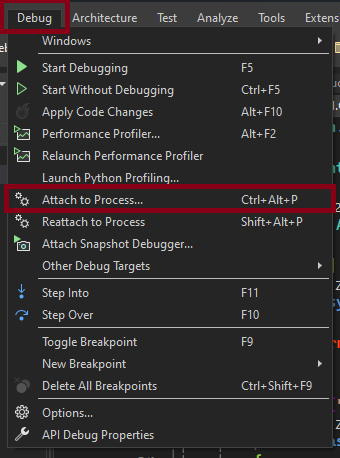 Debug Architecture Test Analyze Tools Extens
Windows
Start Debugging F5
Start Without Debugging Ctrl+F5
Apply Code Changes Alt+F10
Performance Profiler... Alt+F2
Relaunch Performance Profiler
Launch Python Profiling...
Attach to Process... Ctrl+Alt+P
Reattach to Process Shift+Alt+P
Attach Snapshot Debugger...
Other Debug Targets
Step Into F11
Step Over F10
Toggle Breakpoint F9
New Breakpoint
Delete All Breakpoints Ctrl+Shift+F9
Options...
API Debug Properties